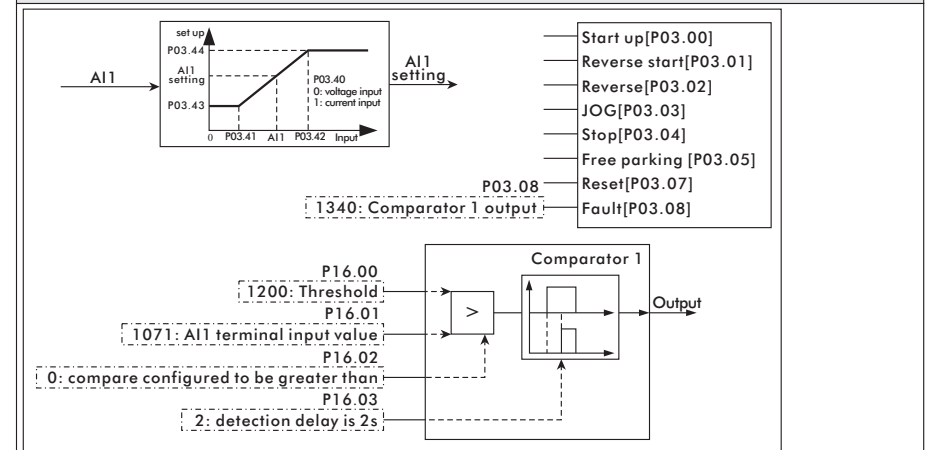 set up
P03.44
AI1
setting
P03.43
0
P03.41
AI1
P03.42
Input
P03.40
0: voltage input
1: current input
AI1
AI1
setting
Start up[P03.00]
Reverse start[P03.01]
Reverse[P03.02]
JOG[P03.03]
Stop[P03.04]
Free parking [P03.05]
Reset[P03.07]
Fault[P03.08]
P03.08
1340: Comparator 1 output
P16.00
1200: Threshold
P16.01
1071: AI1 terminal input value
P16.02
0: compare configured to be greater than
P16.03
2: detection delay is 2s
>
Comparator 1
Output